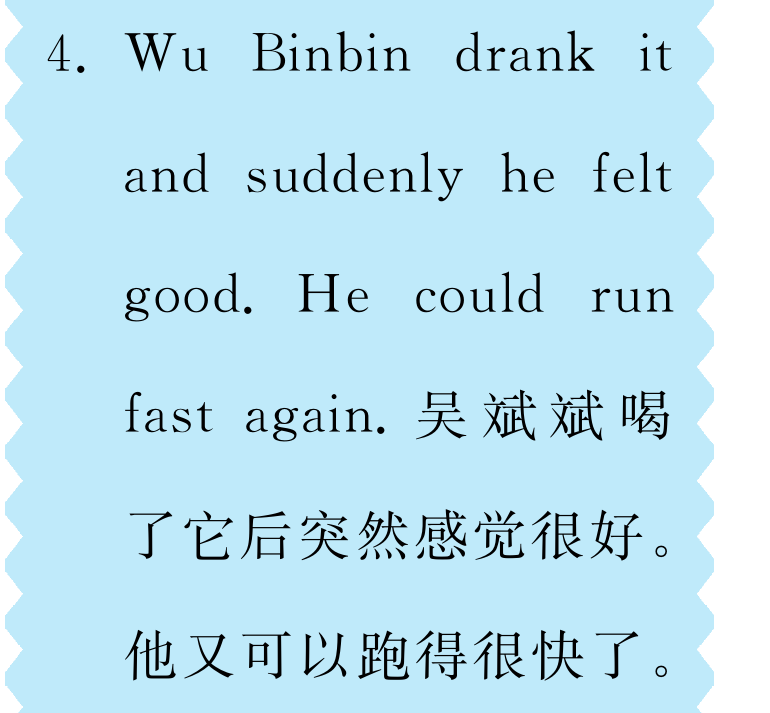 4. Wu Binbin drank it
and suddenly he felt
good. He could run
fast again. 吴斌斌喝
了它后突然感觉很好。
他又可以跑得很快了。